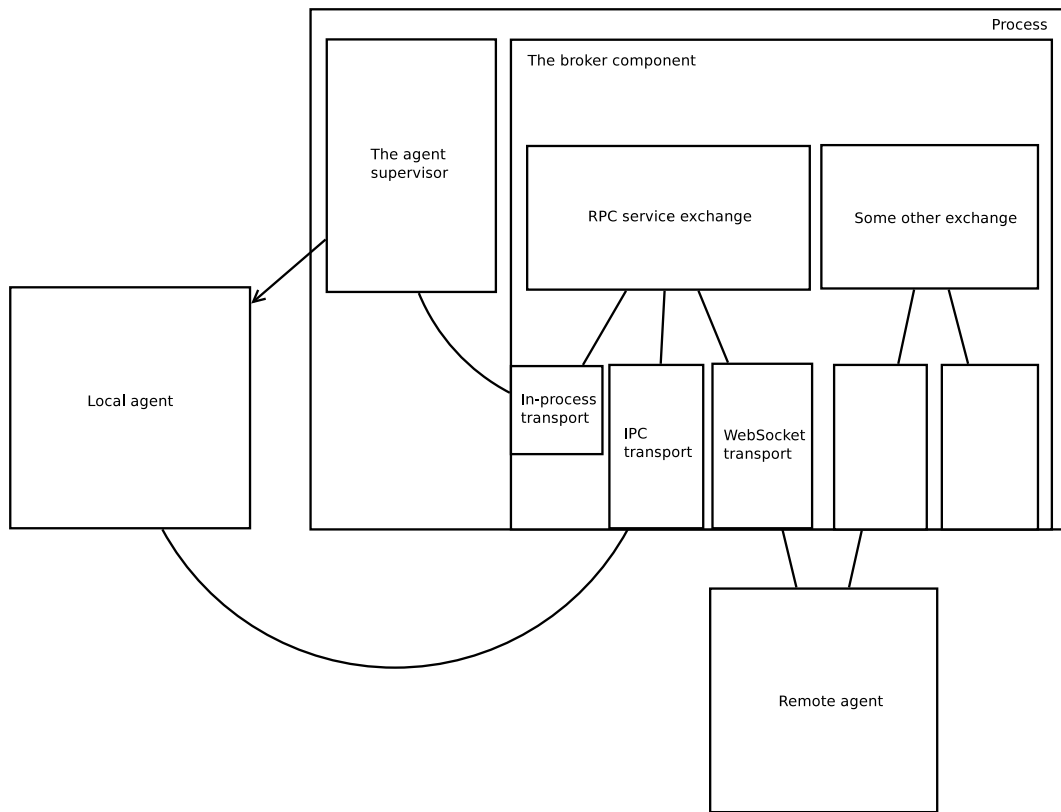 Process
The broker component
The agent
supervisor
RPC service exchange
Some other exchange
Local agent
In-process
transport
IPC
transport
WebSocket
transport
Remote agent